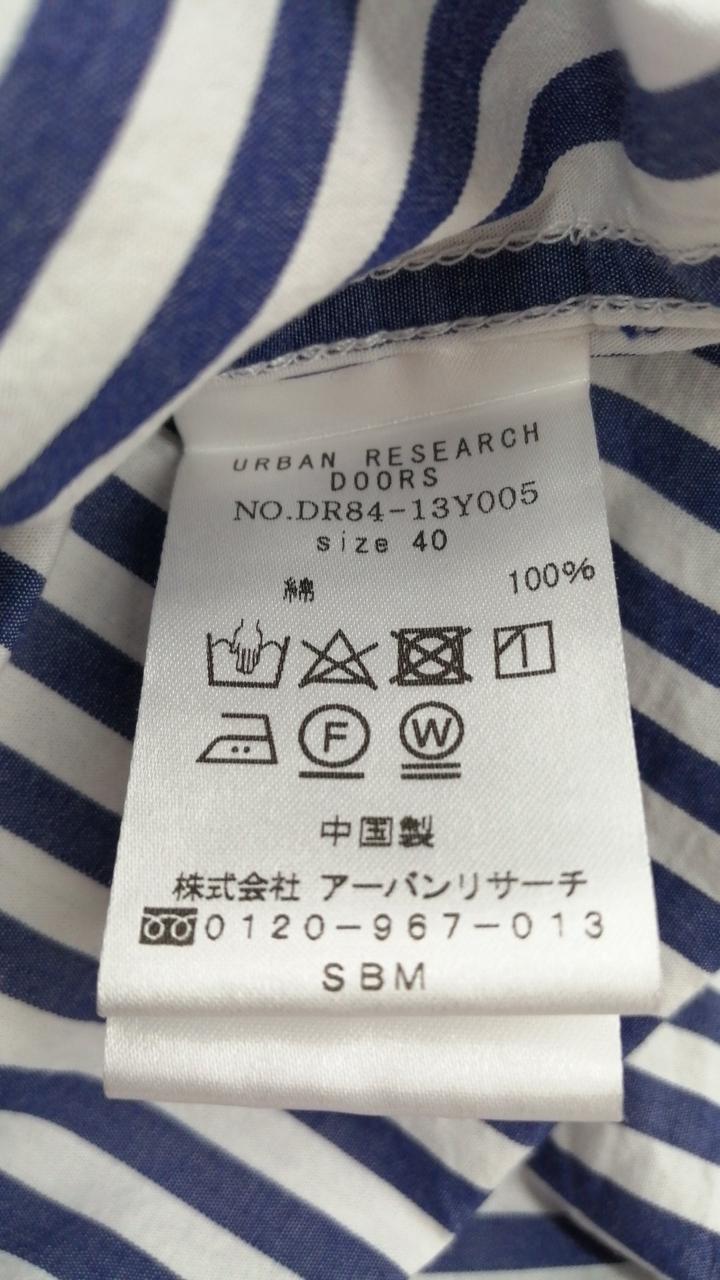 URBAN RESEARCH
DOORS
NO.DR84-13Y005
size 40
綿 100%
F W
中国製
株式会社 アーバンリサーチ
0120-967-013
SBM